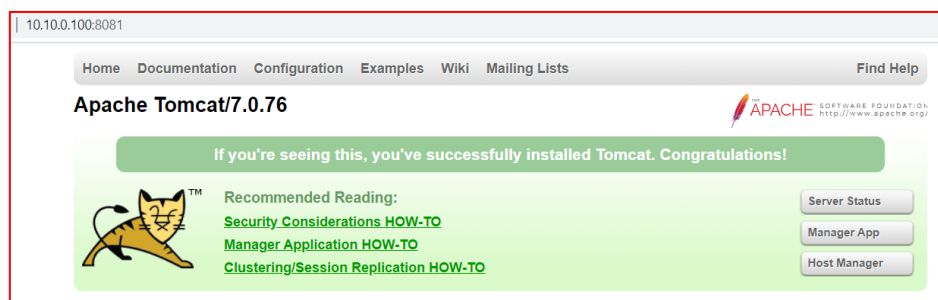 10.10.0.100:8081
Home Documentation Configuration Examples Wiki Mailing Lists Find Help
Apache Tomcat/7.0.76
THE
APACHE SOFTWARE FOUNDATION
http://www.apache.org/
If you're seeing this, you've successfully installed Tomcat. Congratulations!
TM
Recommended Reading:
Security Considerations HOW-TO
Manager Application HOW-TO
Clustering/Session Replication HOW-TO
Server Status
Manager App
Host Manager